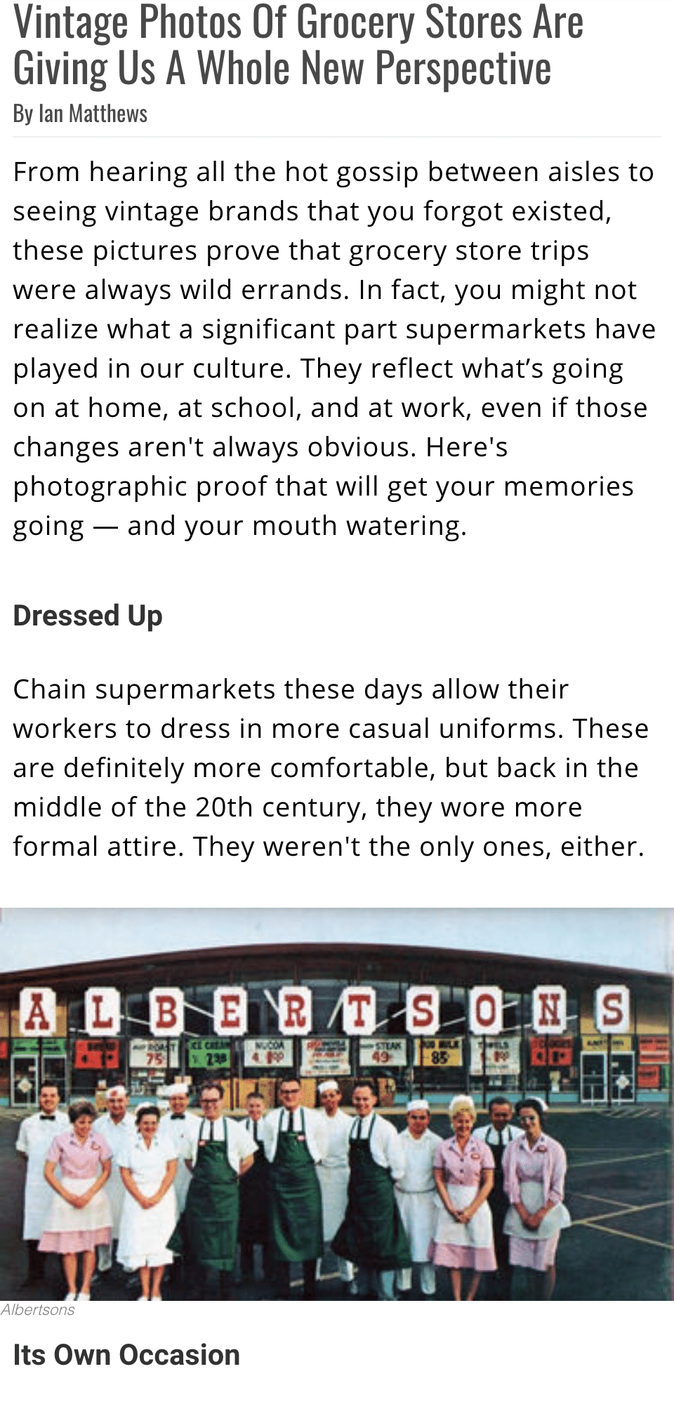 Vintage Photos Of Grocery Stores Are
Giving Us A Whole New Perspective
By Ian Matthews
From hearing all the hot gossip between aisles to
seeing vintage brands that you forgot existed,
these pictures prove that grocery store trips
were always wild errands. In fact, you might not
realize what a significant part supermarkets have
played in our culture. They reflect what’s going
on at home, at school, and at work, even if those
changes aren't always obvious. Here's
photographic proof that will get your memories
going — and your mouth watering.
Dressed Up
Chain supermarkets these days allow their
workers to dress in more casual uniforms. These
are definitely more comfortable, but back in the
middle of the 20th century, they wore more
formal attire. They weren't the only ones, either.
ALBERTSONS
ROAST ICE CREAM NUCOA STEAK
75¢ 49¢ 85¢
Albertsons
Its Own Occasion